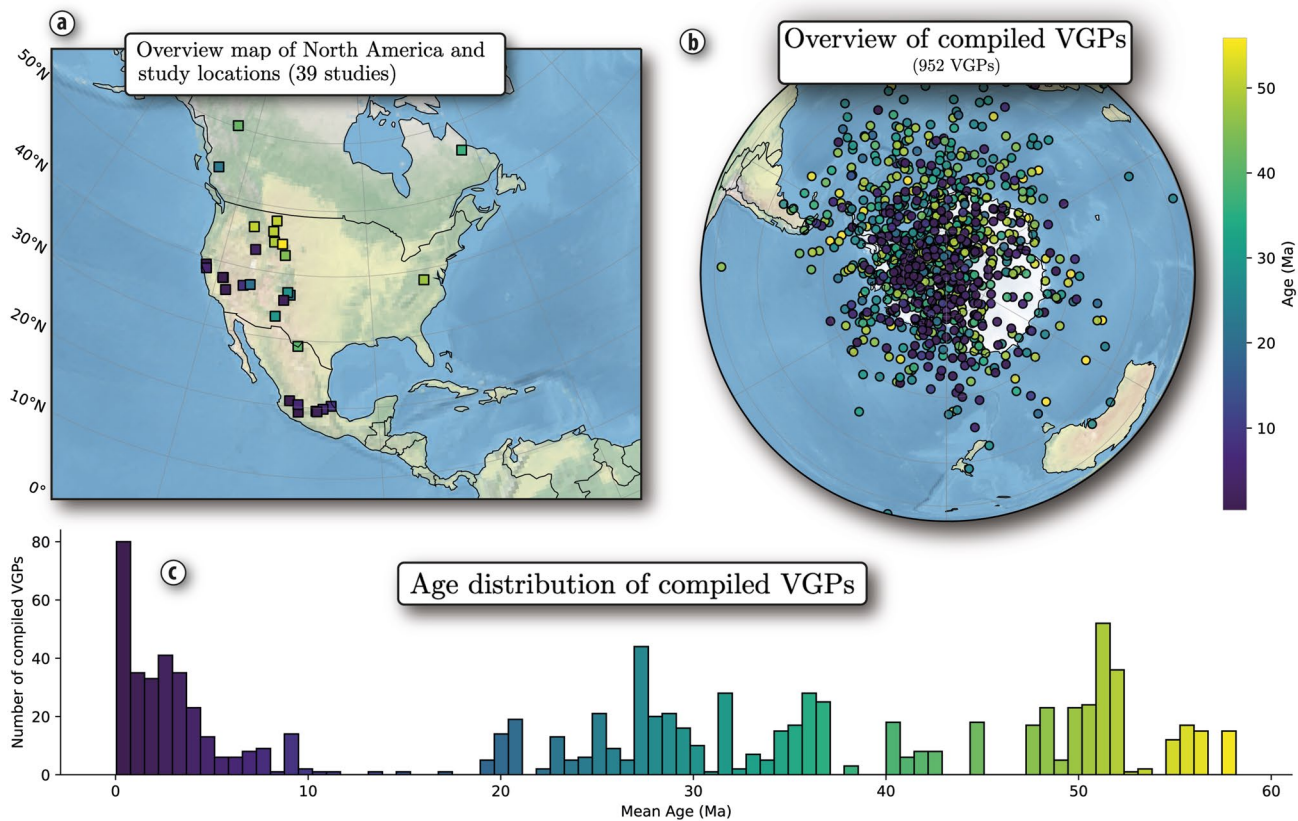 a
Overview map of North America and
study locations (39 studies)
50°N
40°N
30°N
20°N
10°N
0°
b
Overview of compiled VGPs
(952 VGPs)
50
40
30
20
10
Age (Ma)
c
Age distribution of compiled VGPs
Number of compiled VGPs
80
60
40
20
0
0
10
20
30
40
50
60
Mean Age (Ma)